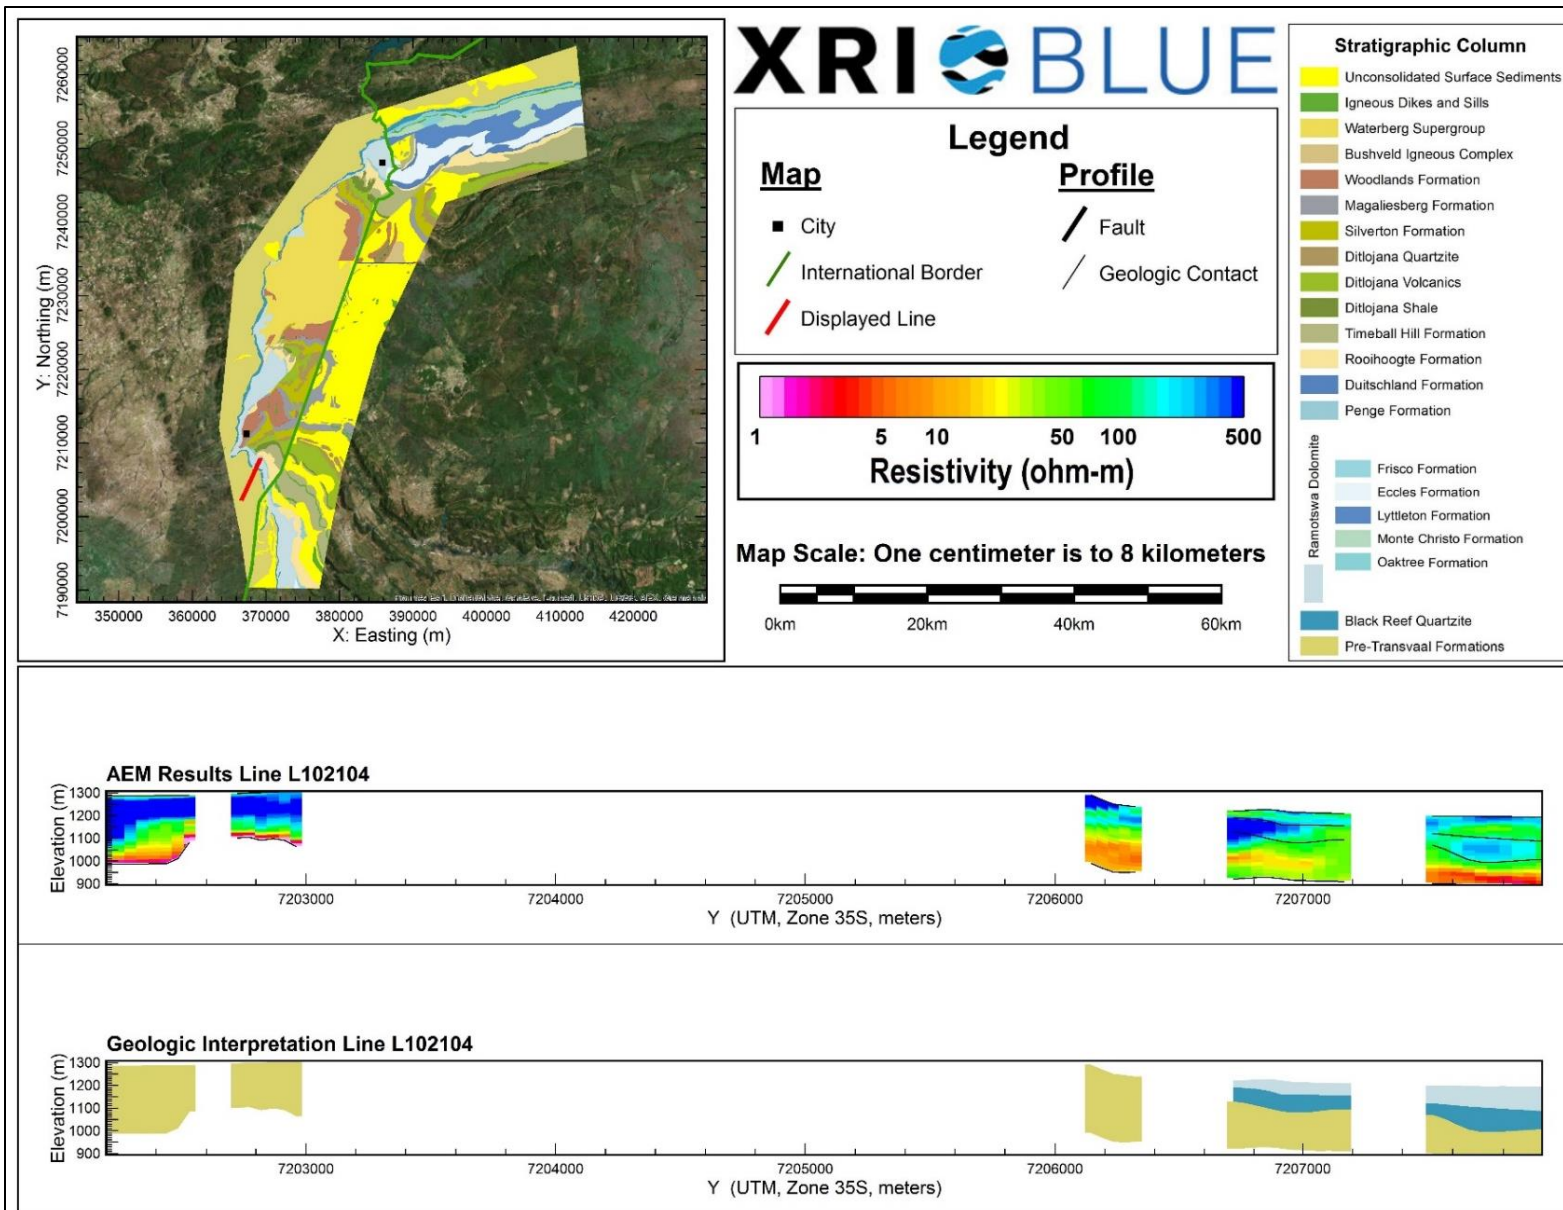 7260000
7250000
7240000
7230000
7220000
7210000
7200000
7190000
Y: Northing (m)
350000 360000 370000 380000 390000 400000 410000 420000
X: Easting (m)
XRI BLUE
Legend
Map
City
International Border
Displayed Line
Profile
Fault
Geologic Contact
1 5 10 50 100 500
Resistivity (ohm-m)
Map Scale: One centimeter is to 8 kilometers
0km 20km 40km 60km
Stratigraphic Column
Unconsolidated Surface Sediments
Igneous Dikes and Sills
Waterberg Supergroup
Bushveld Igneous Complex
Woodlands Formation
Magaliesberg Formation
Silverton Formation
Ditlojana Quartzite
Ditlojana Volcanics
Ditlojana Shale
Timeball Hill Formation
Rooihoogte Formation
Duitschland Formation
Penge Formation
Ramotswa Dolomite
Frisco Formation
Eccles Formation
Lyttleton Formation
Monte Christo Formation
Oaktree Formation
Black Reef Quartzite
Pre-Transvaal Formations
AEM Results Line L102104
Elevation (m)
1300
1200
1100
1000
900
7203000 7204000 7205000 7206000 7207000
Y (UTM, Zone 35S, meters)
Geologic Interpretation Line L102104
Elevation (m)
1300
1200
1100
1000
900
7203000 7204000 7205000 7206000 7207000
Y (UTM, Zone 35S, meters)